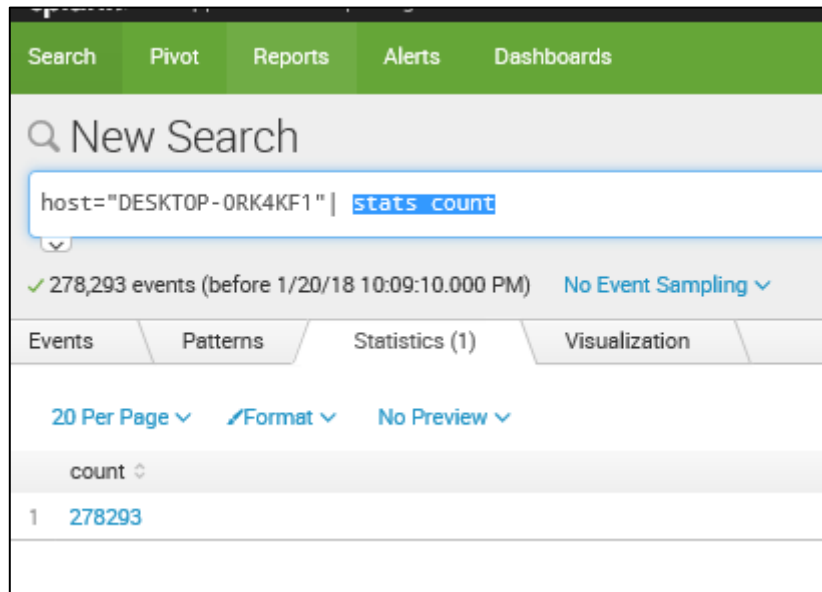 Search Pivot Reports Alerts Dashboards
New Search
host="DESKTOP-0RK4KF1"| stats count
278,293 events (before 1/20/18 10:09:10.000 PM) No Event Sampling
Events Patterns Statistics (1) Visualization
20 Per Page Format No Preview
count
1 278293